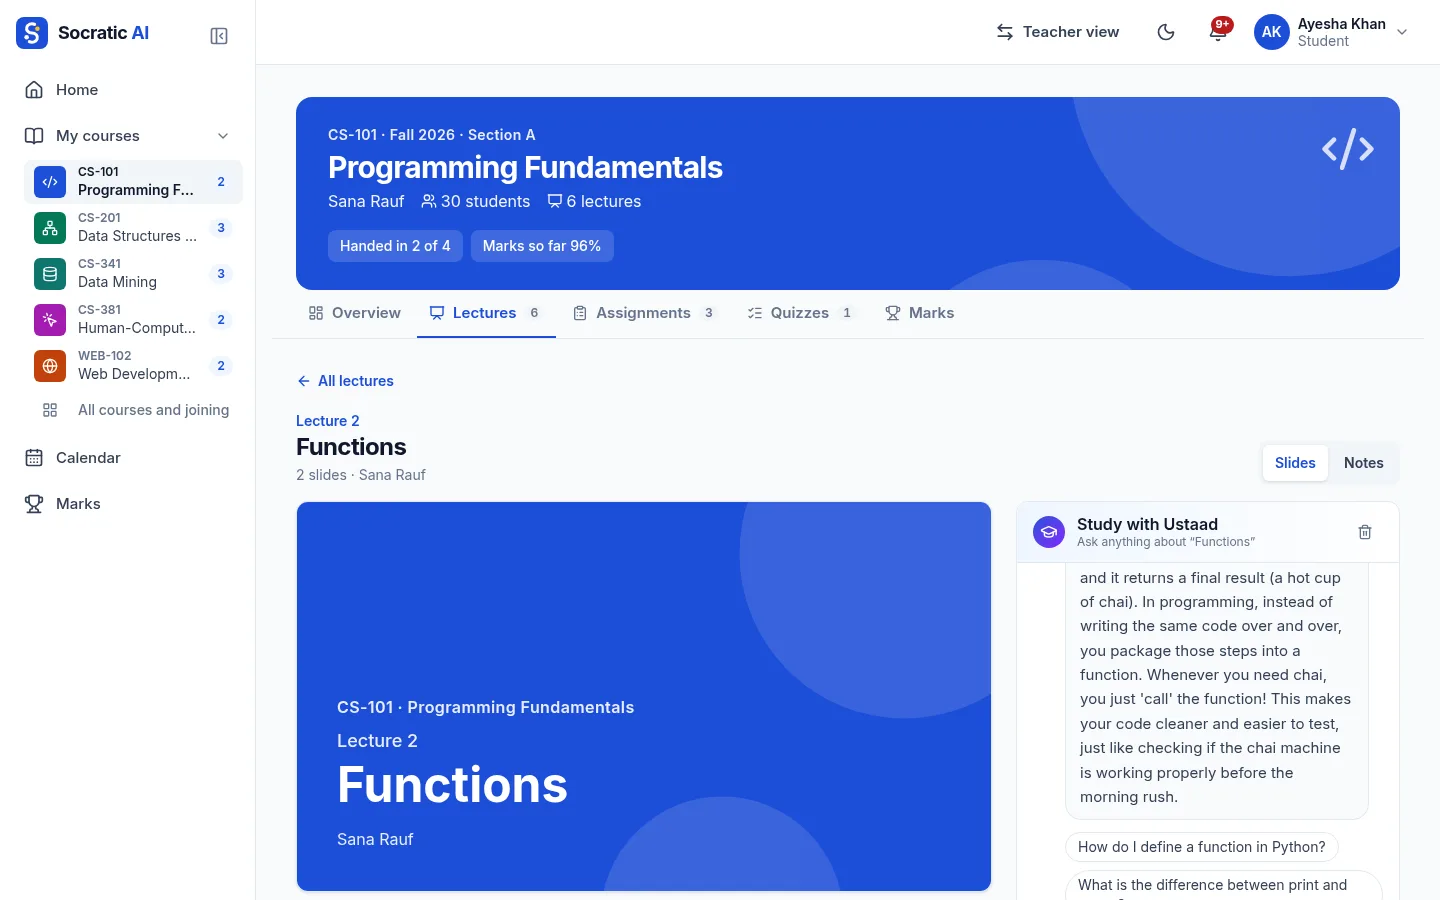 Socratic AI
Teacher view
9+
AK
Ayesha Khan
Student
Home
My courses
CS-101
Programming F...
2
CS-201
Data Structures ...
3
CS-341
Data Mining
3
CS-381
Human-Comput...
2
WEB-102
Web Developm...
2
All courses and joining
Calendar
Marks
CS-101 · Fall 2026 · Section A
Programming Fundamentals
Sana Rauf 30 students 6 lectures
Handed in 2 of 4 Marks so far 96%
Overview Lectures 6 Assignments 3 Quizzes 1 Marks
All lectures
Lecture 2
Functions
2 slides · Sana Rauf
Slides Notes
CS-101 · Programming Fundamentals
Lecture 2
Functions
Sana Rauf
Study with Ustaad
Ask anything about “Functions”
and it returns a final result (a hot cup
of chai). In programming, instead of
writing the same code over and over,
you package those steps into a
function. Whenever you need chai,
you just 'call' the function! This makes
your code cleaner and easier to test,
just like checking if the chai machine
is working properly before the
morning rush.
How do I define a function in Python?
What is the difference between print and